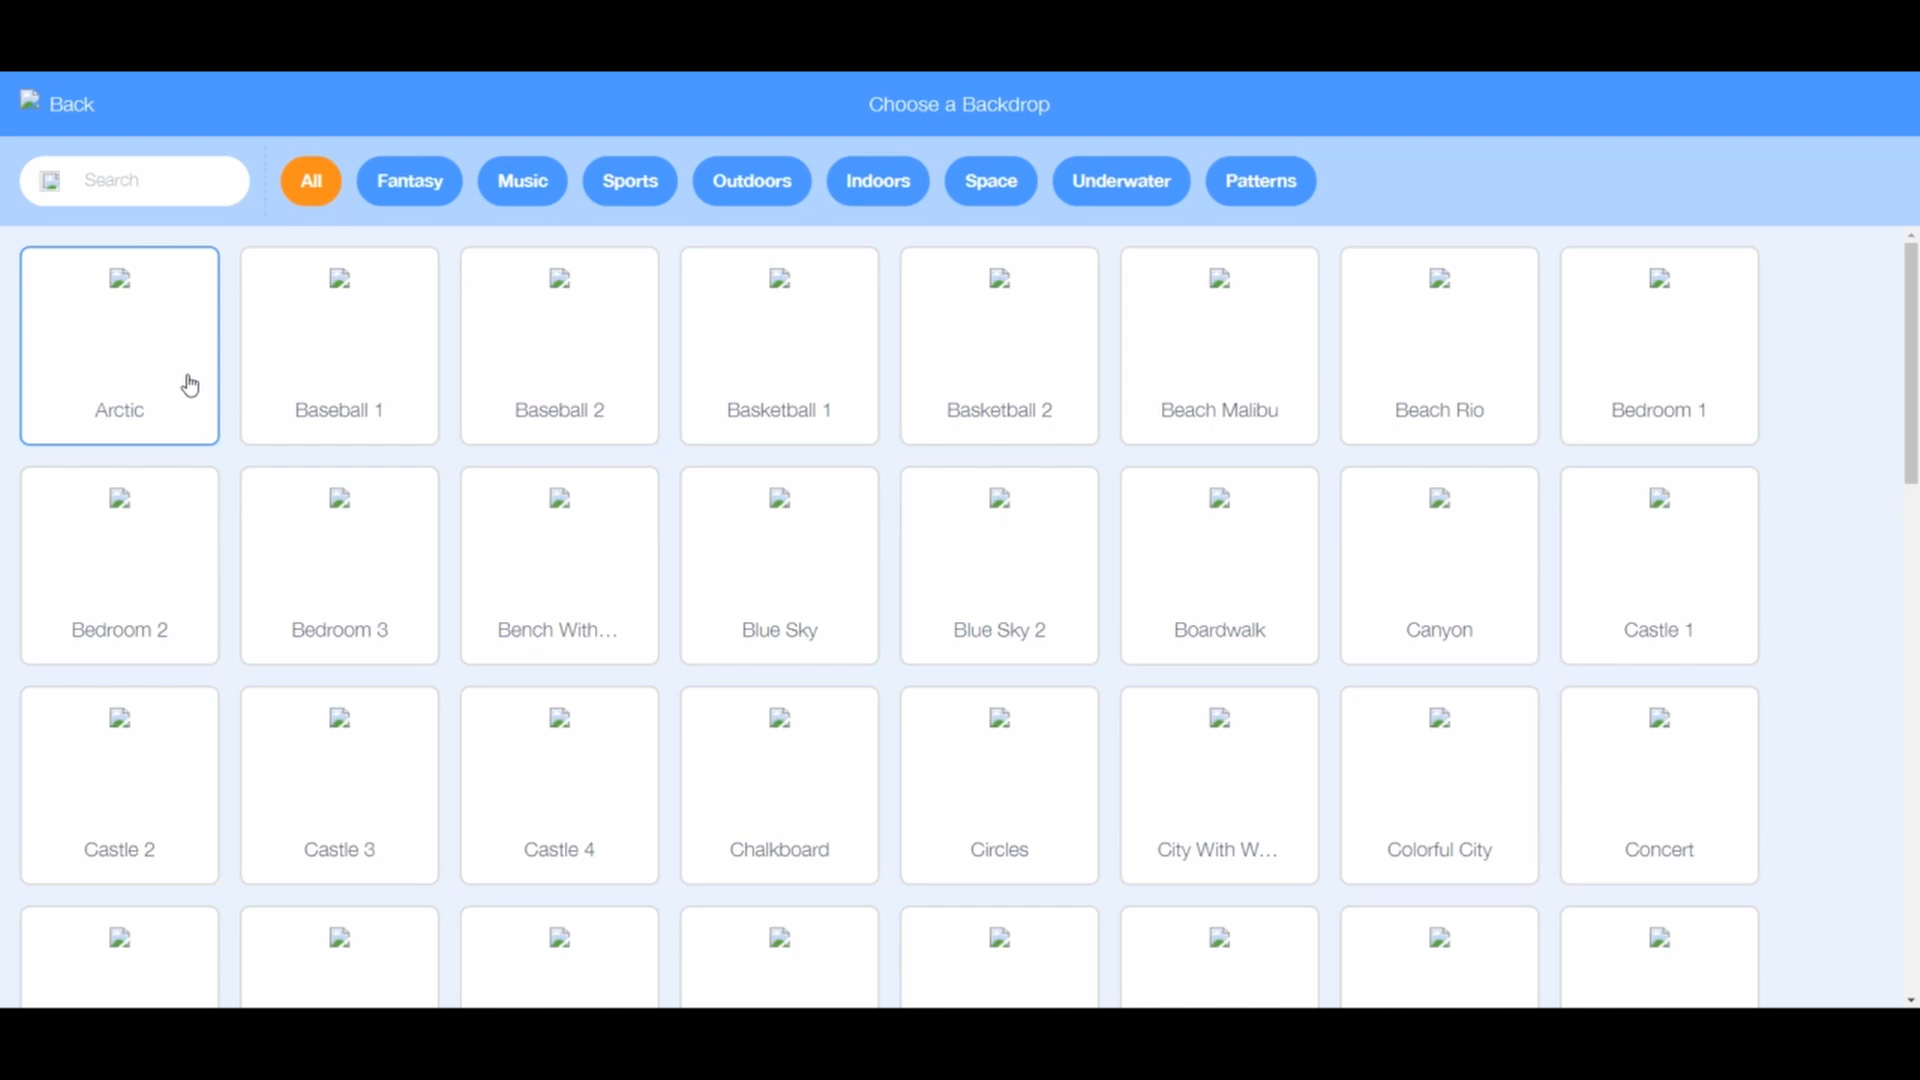 Back
Choose a Backdrop
Search
All
Fantasy
Music
Sports
Outdoors
Indoors
Space
Underwater
Patterns
Arctic
Baseball 1
Baseball 2
Basketball 1
Basketball 2
Beach Malibu
Beach Rio
Bedroom 1
Bedroom 2
Bedroom 3
Bench With...
Blue Sky
Blue Sky 2
Boardwalk
Canyon
Castle 1
Castle 2
Castle 3
Castle 4
Chalkboard
Circles
City With W...
Colorful City
Concert